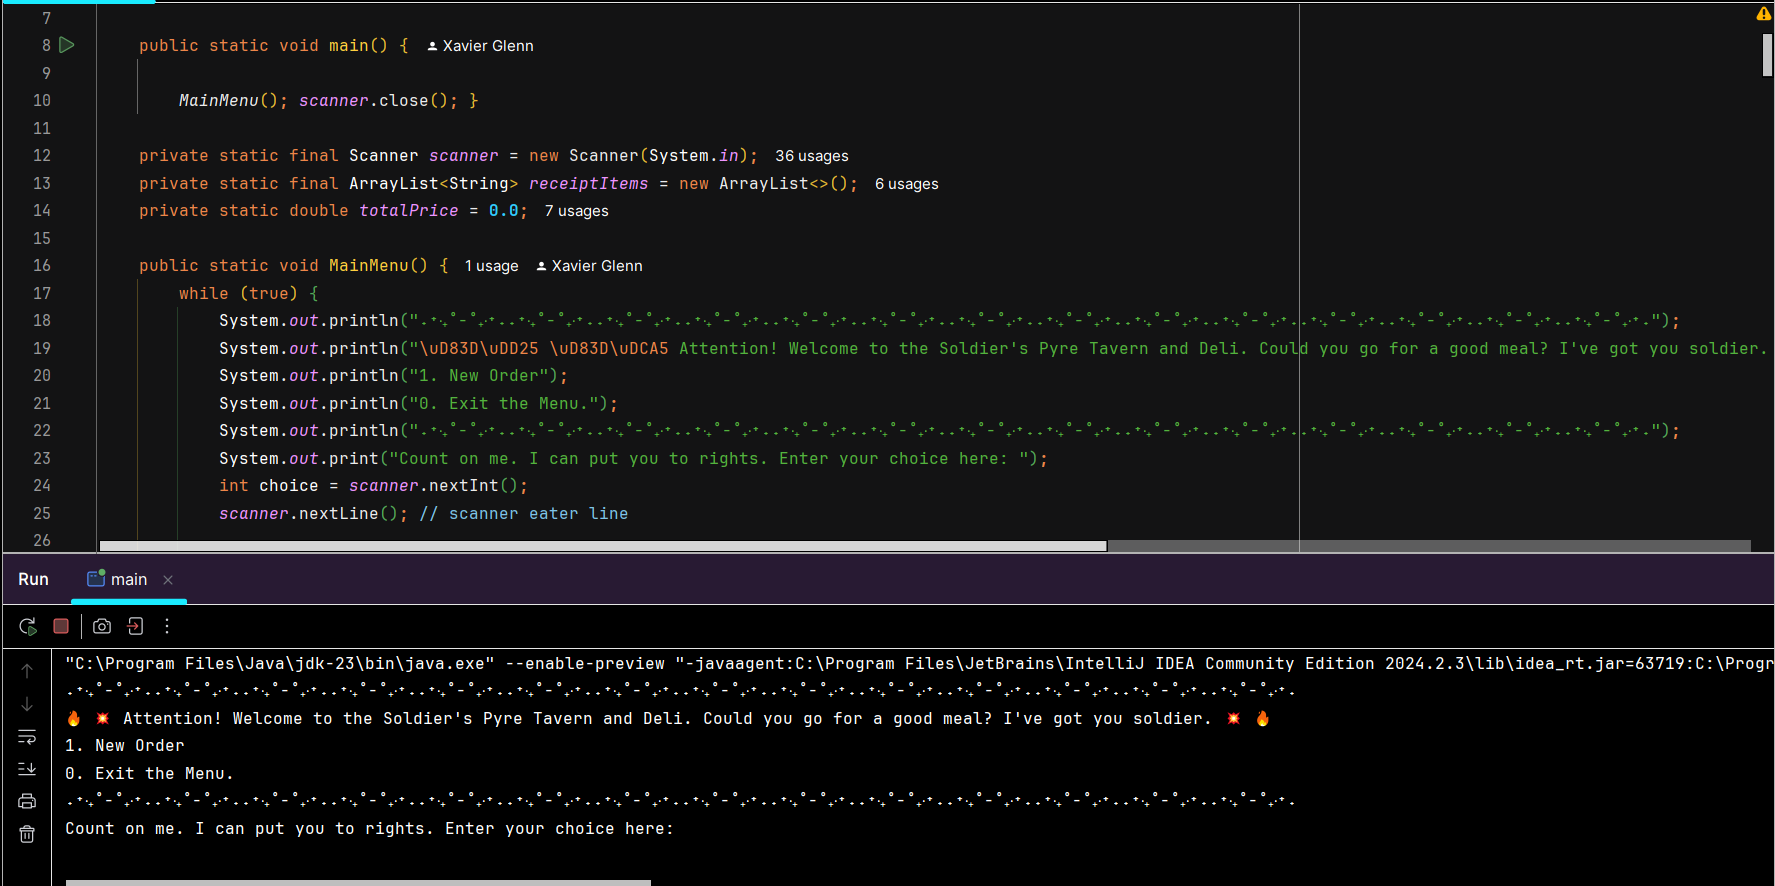 7
8 public static void main() { Xavier Glenn
9
10 MainMenu(); scanner.close(); }
11
12 private static final Scanner scanner = new Scanner(System.in); 36 usages
13 private static final ArrayList<String> receiptItems = new ArrayList<>(); 6 usages
14 private static double totalPrice = 0.0; 7 usages
15
16 public static void MainMenu() { 1 usage Xavier Glenn
17 while (true) {
18 System.out.println("
");
19 System.out.println("\uD83D\uDD25 \uD83D\uDCA5 Attention! Welcome to the Soldier's Pyre Tavern and Deli. Could you go for a good meal? I've got you soldier.
20 System.out.println("1. New Order");
21 System.out.println("0. Exit the Menu.");
22 System.out.println("
");
23 System.out.print("Count on me. I can put you to rights. Enter your choice here: ");
24 int choice = scanner.nextInt();
25 scanner.nextLine(); // scanner eater line
26
Run main
"C:\Program Files\Java\jdk-23\bin\java.exe" --enable-preview "-javaagent:C:\Program Files\JetBrains\IntelliJ IDEA Community Edition 2024.2.3\lib\idea_rt.jar=63719:C:\Progr
🔥 💥 Attention! Welcome to the Soldier's Pyre Tavern and Deli. Could you go for a good meal? I've got you soldier. 💥 🔥
1. New Order
0. Exit the Menu.
Count on me. I can put you to rights. Enter your choice here: